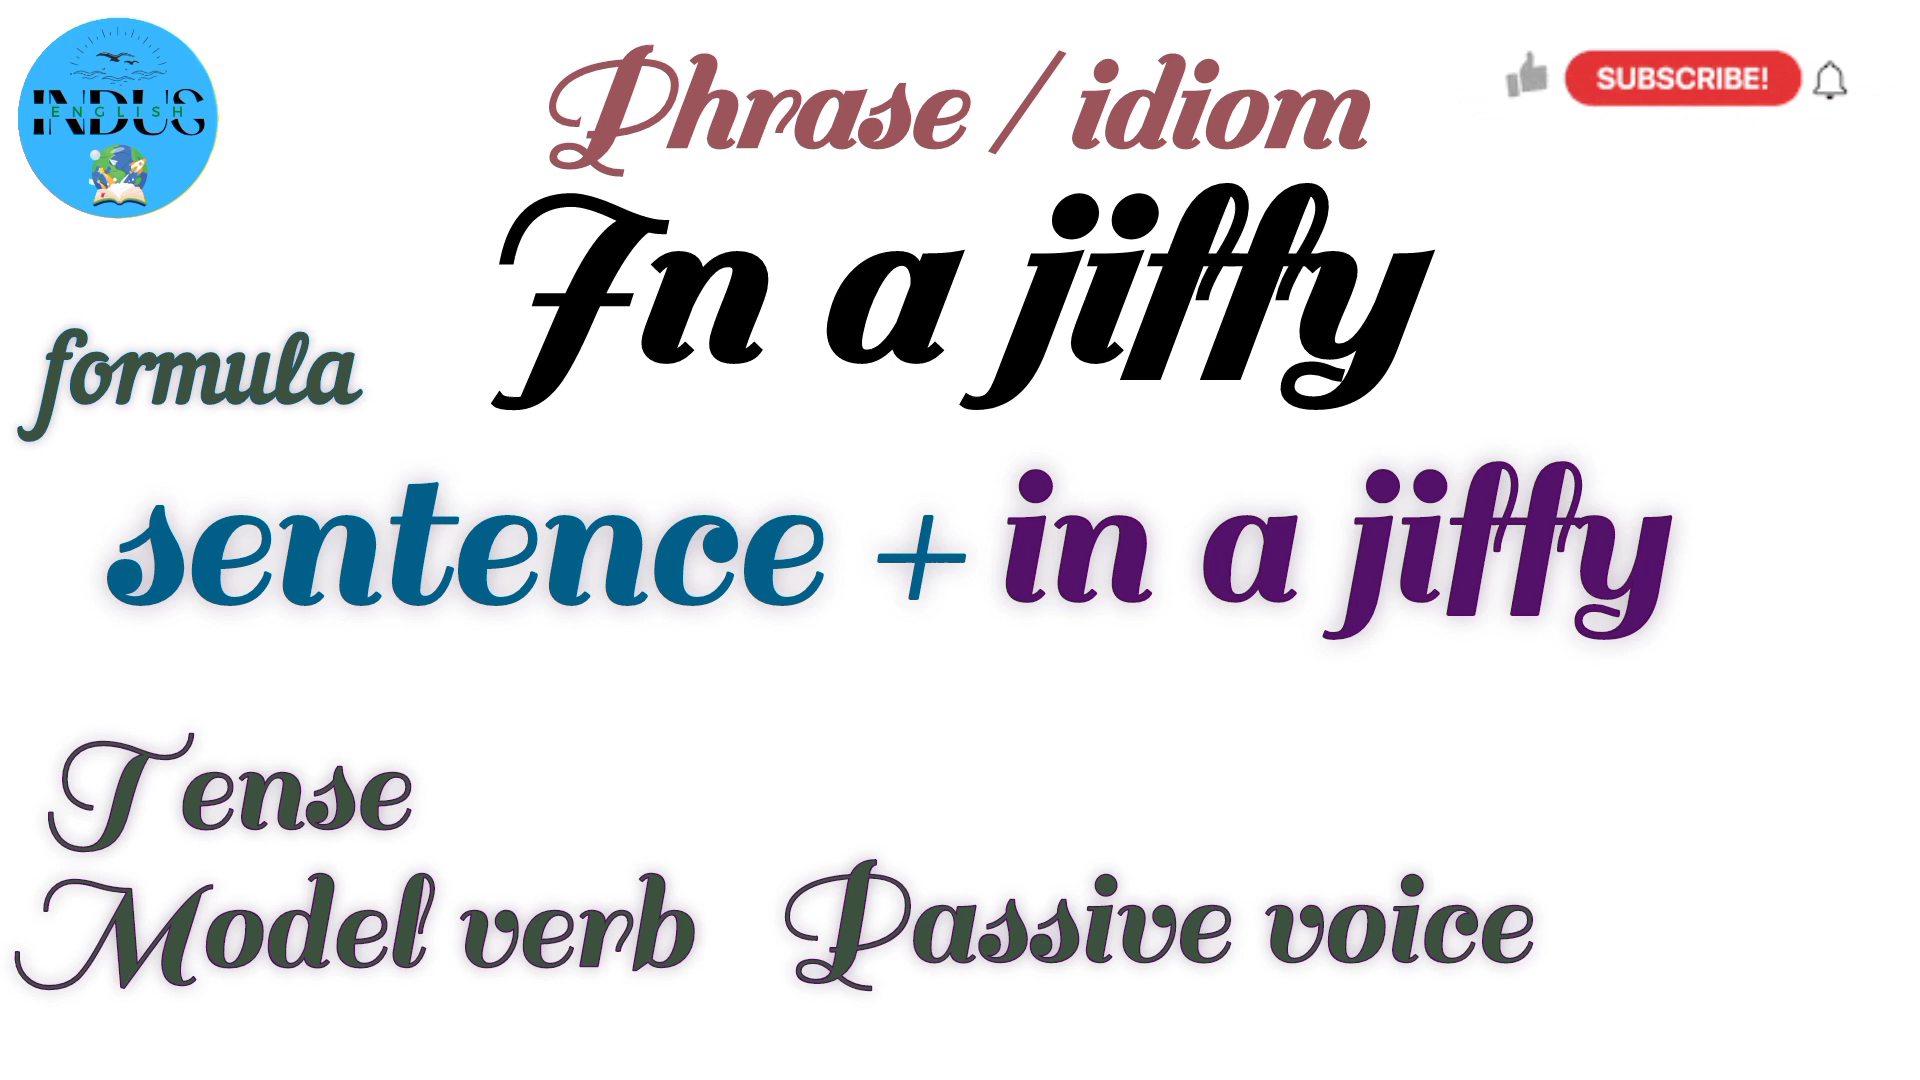 INDUS
ENGLISH
Phrase / idiom
SUBSCRIBE!
In a jiffy
formula
sentence + in a jiffy
Tense
Model verb Passive voice